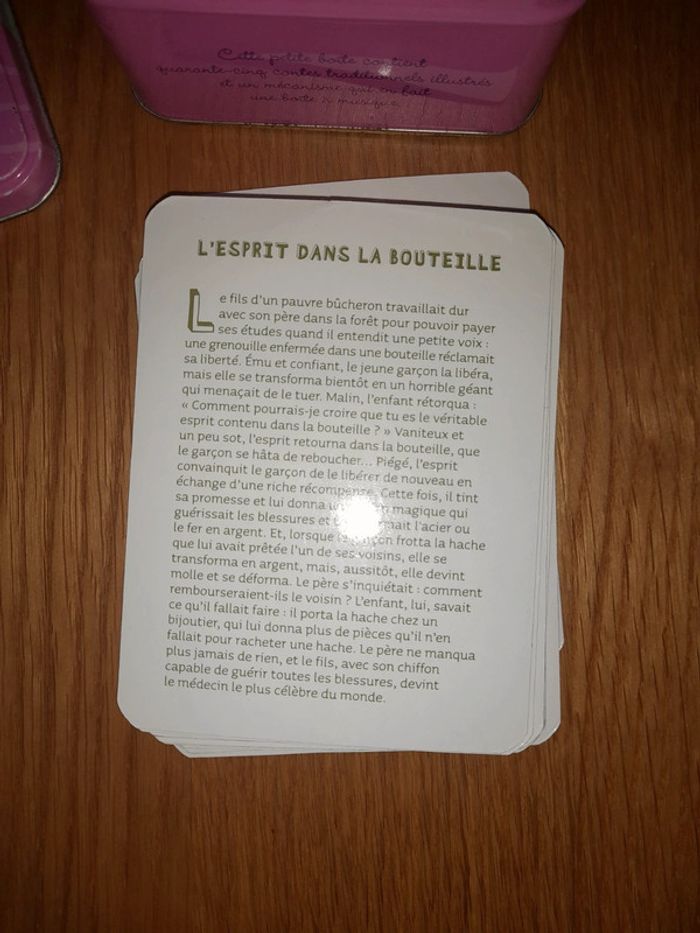 Cette petite boîte contient
quarante-cinq contes traditionnels illustrés
et un mécanisme qui en fait
une boîte à musique.
L'ESPRIT DANS LA BOUTEILLE
Le fils d'un pauvre bûcheron travaillait dur
avec son père dans la forêt pour pouvoir payer
ses études quand il entendit une petite voix :
une grenouille enfermée dans une bouteille réclamait
sa liberté. Ému et confiant, le jeune garçon la libéra,
mais elle se transforma bientôt en un horrible géant
qui menaçait de le tuer. Malin, l'enfant rétorqua :
« Comment pourrais-je croire que tu es le véritable
esprit contenu dans la bouteille ? » Vaniteux et
un peu sot, l'esprit retourna dans la bouteille, que
le garçon se hâta de reboucher... Piégé, l'esprit
convainquit le garçon de le libérer de nouveau en
échange d'une riche récompense. Cette fois, il tint
sa promesse et lui donna magique qui
guérissait les blessures et l'acier ou
le fer en argent. Et, lorsque le garçon frotta la hache
que lui avait prêtée l'un de ses voisins, elle se
transforma en argent, mais, aussitôt, elle devint
molle et se déforma. Le père s'inquiétait : comment
rembourseraient-ils le voisin ? L'enfant, lui, savait
ce qu'il fallait faire : il porta la hache chez un
bijoutier, qui lui donna plus de pièces qu'il n'en
fallait pour racheter une hache. Le père ne manqua
plus jamais de rien, et le fils, avec son chiffon
capable de guérir toutes les blessures, devint
le médecin le plus célèbre du monde.